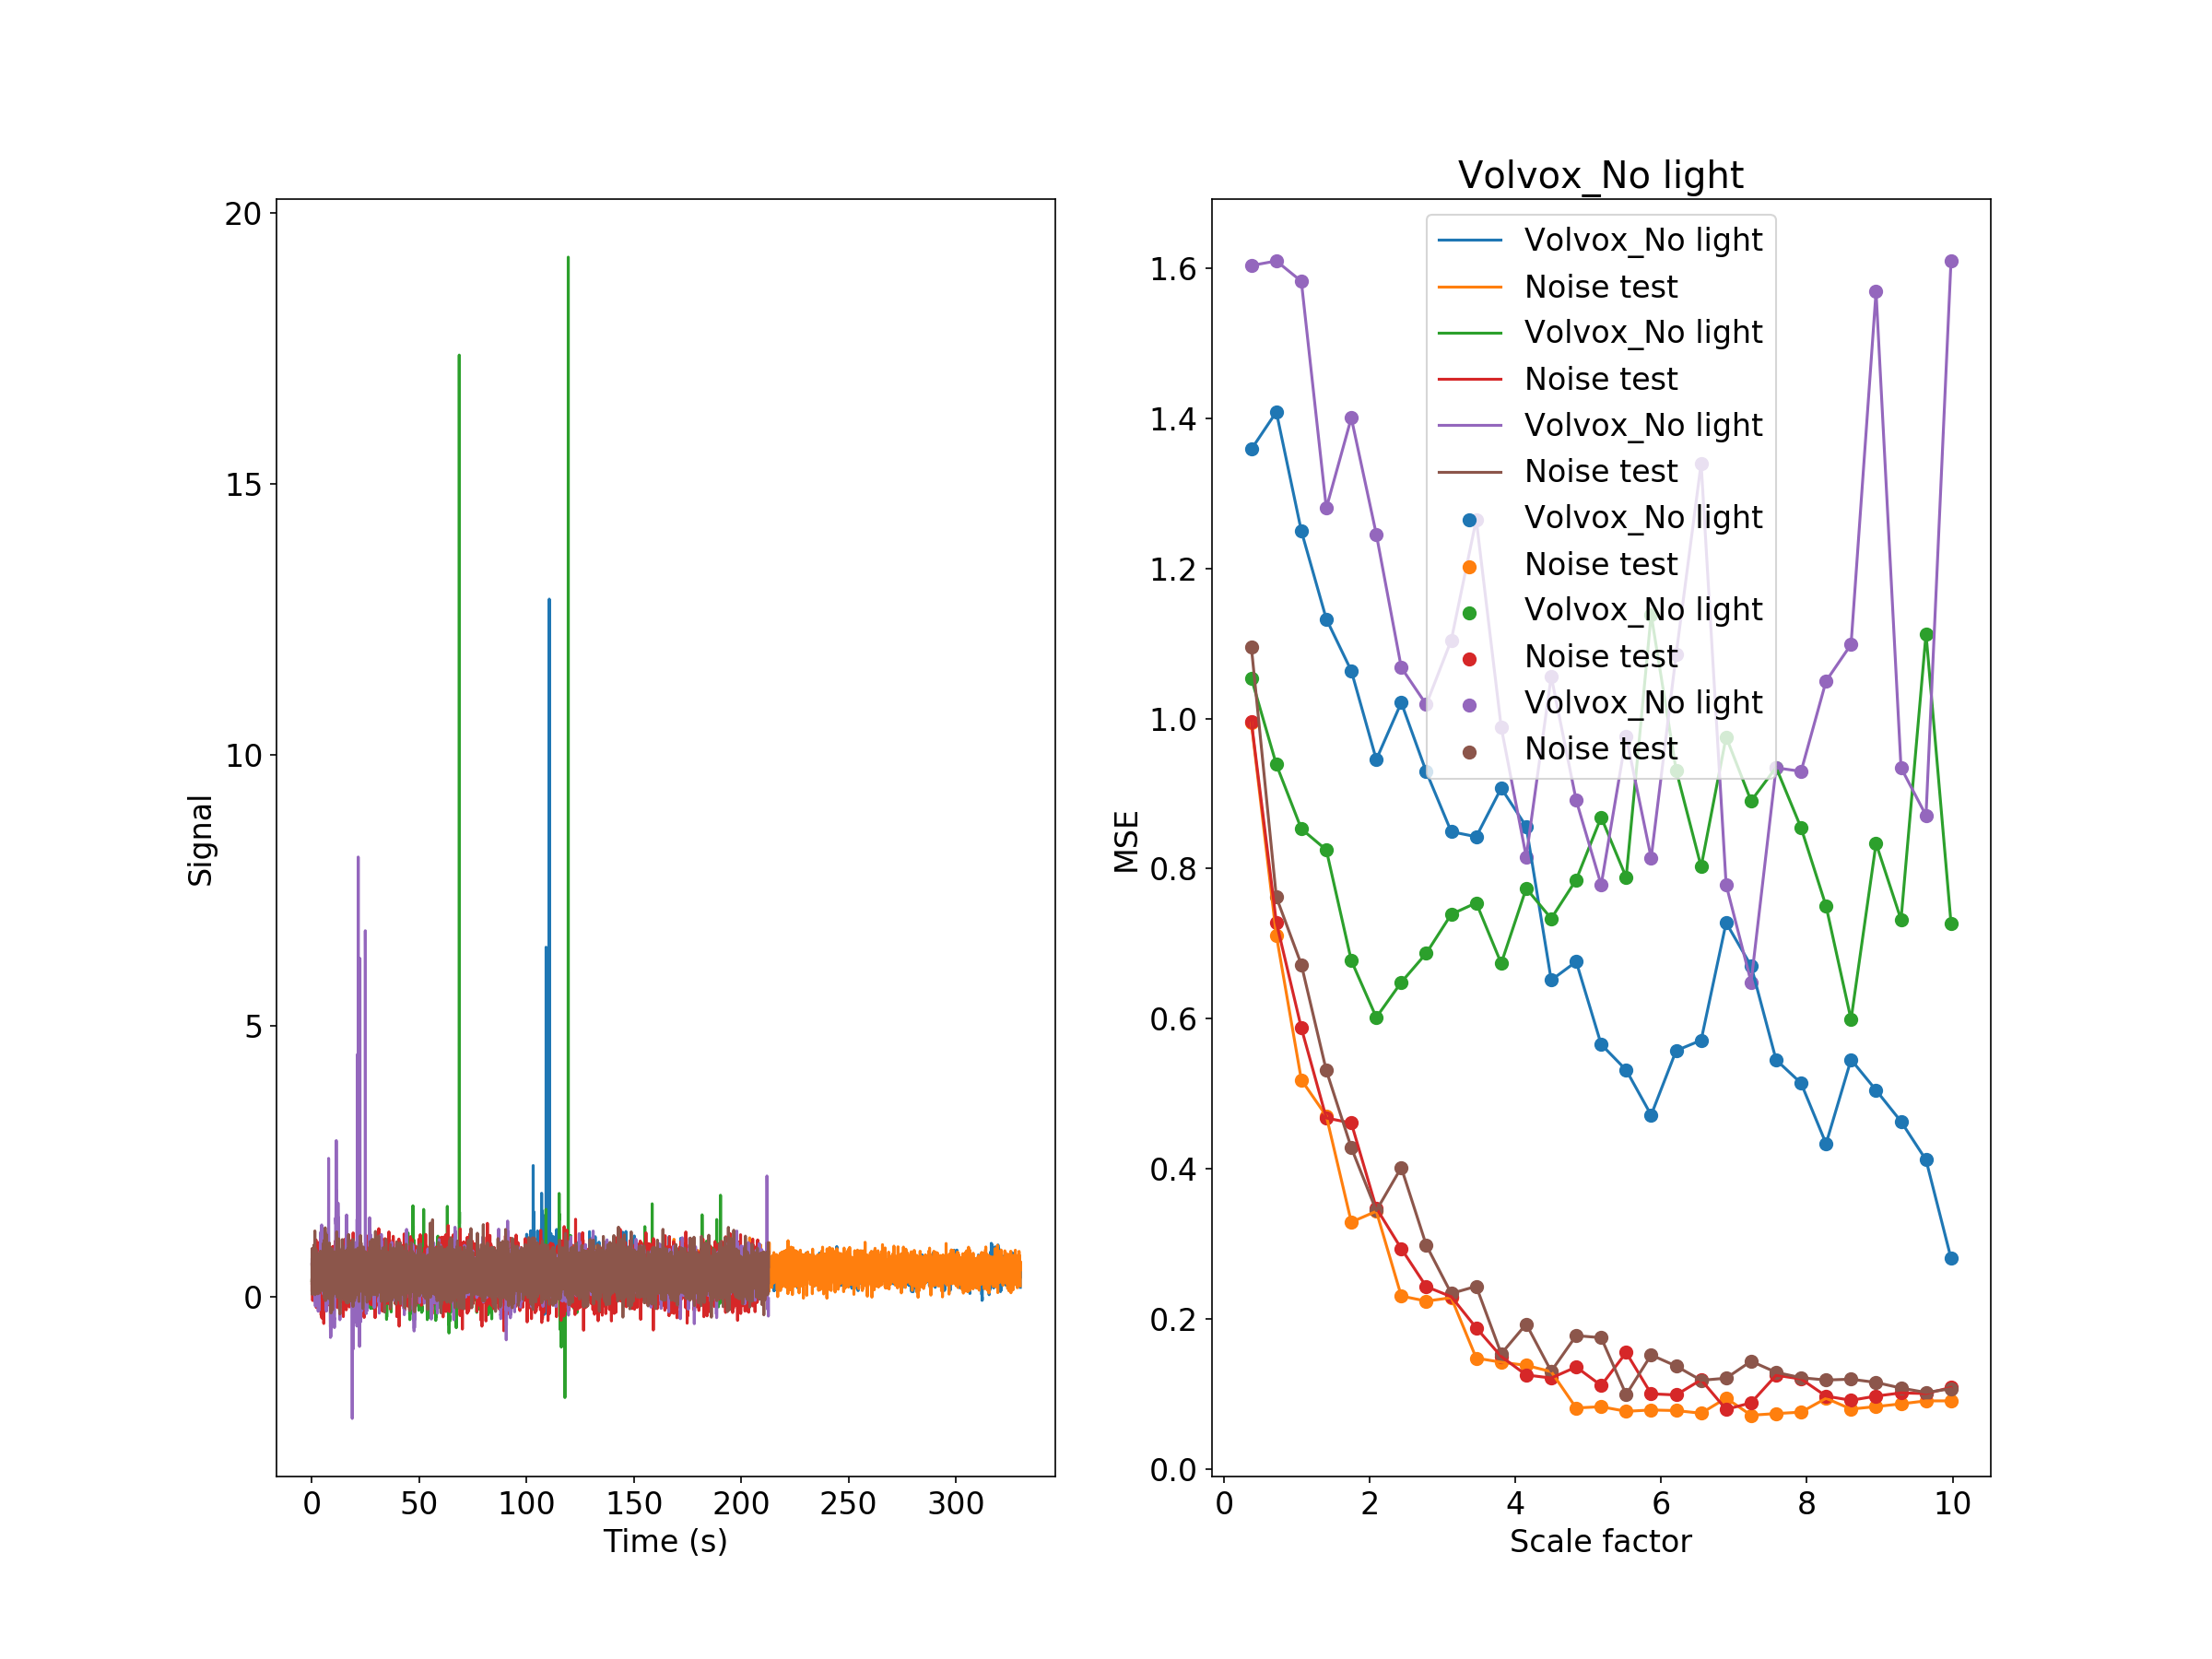 20
15
10
5
0
Signal
0 50 100 150 200 250 300
Time (s)
Volvox_No light
1.6
1.4
1.2
1.0
0.8
0.6
0.4
0.2
0.0
MSE
Volvox_No light
Noise test
Volvox_No light
Noise test
Volvox_No light
Noise test
Volvox_No light
Noise test
Volvox_No light
Noise test
Volvox_No light
Noise test
0 2 4 6 8 10
Scale factor